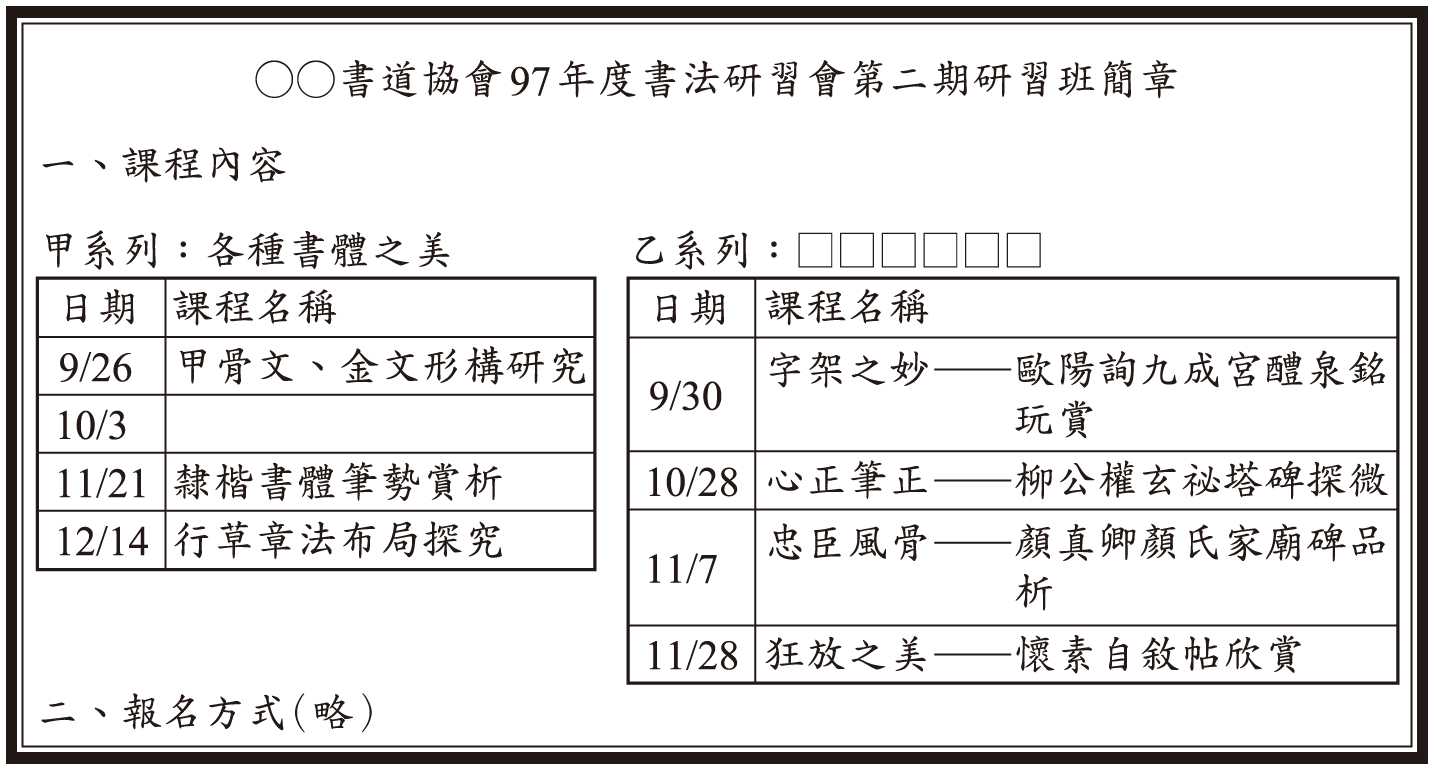 ○○書道協會97年度書法研習會第二期研習班簡章
一、課程內容
甲系列：各種書體之美
日期 課程名稱
9/26 甲骨文、金文形構研究
10/3
11/21 隸楷書體筆勢賞析
12/14 行草章法布局探究
乙系列：□□□□□□
日期 課程名稱
9/30 字架之妙——歐陽詢九成宮醴泉銘
玩賞
10/28 心正筆正——柳公權玄祕塔碑探微
11/7 忠臣風骨——顏真卿顏氏家廟碑品
析
11/28 狂放之美——懷素自敘帖欣賞
二、報名方式(略)